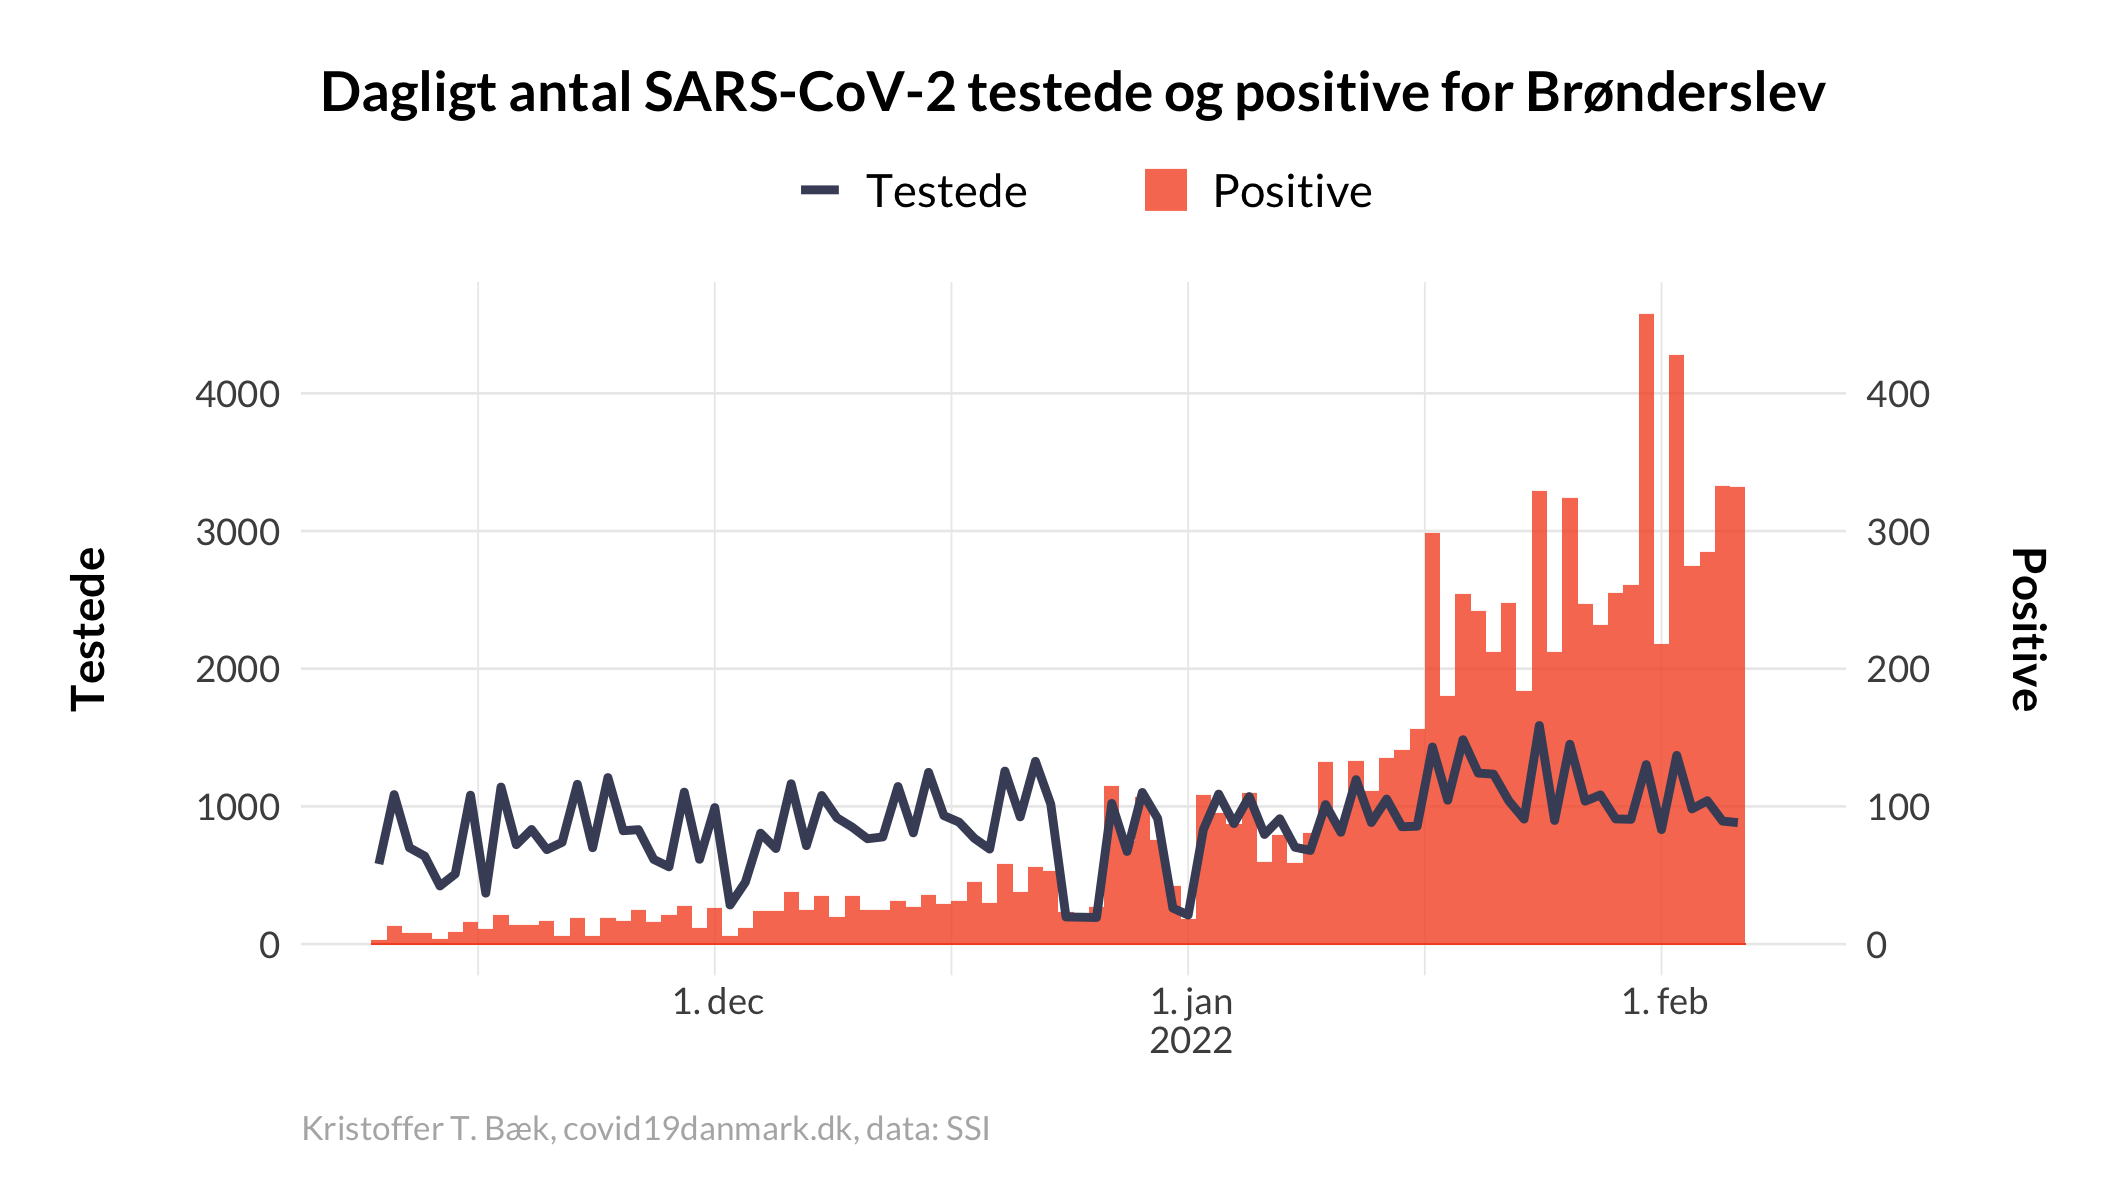 Dagligt antal SARS-CoV-2 testede og positive for Brønderslev
Testede
Positive
4000
3000
2000
1000
0
400
300
200
100
0
Testede
Positive
1. dec
1. jan
2022
1. feb
Kristoffer T. Bæk, covid19danmark.dk, data: SSI